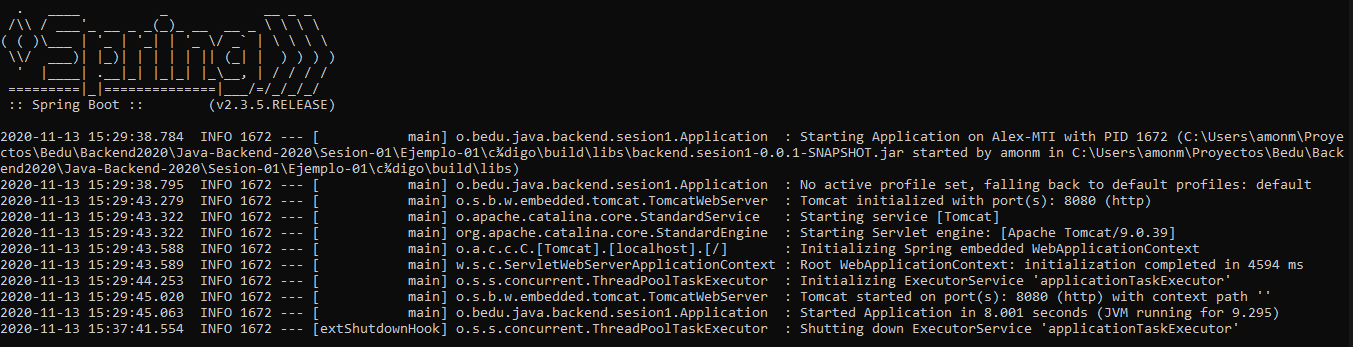 .   ____          _            __ _ _
 /\\ / ___'_ __ _ _(_)_ __  __ _ \ \ \ \
( ( )\___ | '_ | '_| | '_ \/ _` | \ \ \ \
 \\/  ___)| |_)| | | | | || (_| |  ) ) ) )
  '  |____| .__|_| |_|_| |_\__, | / / / /
 =========|_|==============|___/=/_/_/_/
 :: Spring Boot ::        (v2.3.5.RELEASE)

2020-11-13 15:29:38.784  INFO 1672 --- [           main] o.bedu.java.backend.sesion1.Application  : Starting Application on Alex-MTI with PID 1672 (C:\Users\amonm\Proye
ctos\Bedu\Backend2020\Java-Backend-2020\Sesion-01\Ejemplo-01\c¾digo\build\libs\backend.sesion1-0.0.1-SNAPSHOT.jar started by amonm in C:\Users\amonm\Proyectos\Bedu\Back
end2020\Java-Backend-2020\Sesion-01\Ejemplo-01\c¾digo\build\libs)
2020-11-13 15:29:38.795  INFO 1672 --- [           main] o.bedu.java.backend.sesion1.Application  : No active profile set, falling back to default profiles: default
2020-11-13 15:29:43.279  INFO 1672 --- [           main] o.s.b.w.embedded.tomcat.TomcatWebServer  : Tomcat initialized with port(s): 8080 (http)
2020-11-13 15:29:43.322  INFO 1672 --- [           main] o.apache.catalina.core.StandardService   : Starting service [Tomcat]
2020-11-13 15:29:43.322  INFO 1672 --- [           main] org.apache.catalina.core.StandardEngine  : Starting Servlet engine: [Apache Tomcat/9.0.39]
2020-11-13 15:29:43.588  INFO 1672 --- [           main] o.a.c.c.C.[Tomcat].[localhost].[/]       : Initializing Spring embedded WebApplicationContext
2020-11-13 15:29:43.589  INFO 1672 --- [           main] w.s.c.ServletWebServerApplicationContext : Root WebApplicationContext: initialization completed in 4594 ms
2020-11-13 15:29:44.253  INFO 1672 --- [           main] o.s.s.concurrent.ThreadPoolTaskExecutor  : Initializing ExecutorService 'applicationTaskExecutor'
2020-11-13 15:29:45.020  INFO 1672 --- [           main] o.s.b.w.embedded.tomcat.TomcatWebServer  : Tomcat started on port(s): 8080 (http) with context path ''
2020-11-13 15:29:45.063  INFO 1672 --- [           main] o.bedu.java.backend.sesion1.Application  : Started Application in 8.001 seconds (JVM running for 9.295)
2020-11-13 15:37:41.554  INFO 1672 --- [extShutdownHook] o.s.s.concurrent.ThreadPoolTaskExecutor  : Shutting down ExecutorService 'applicationTaskExecutor'